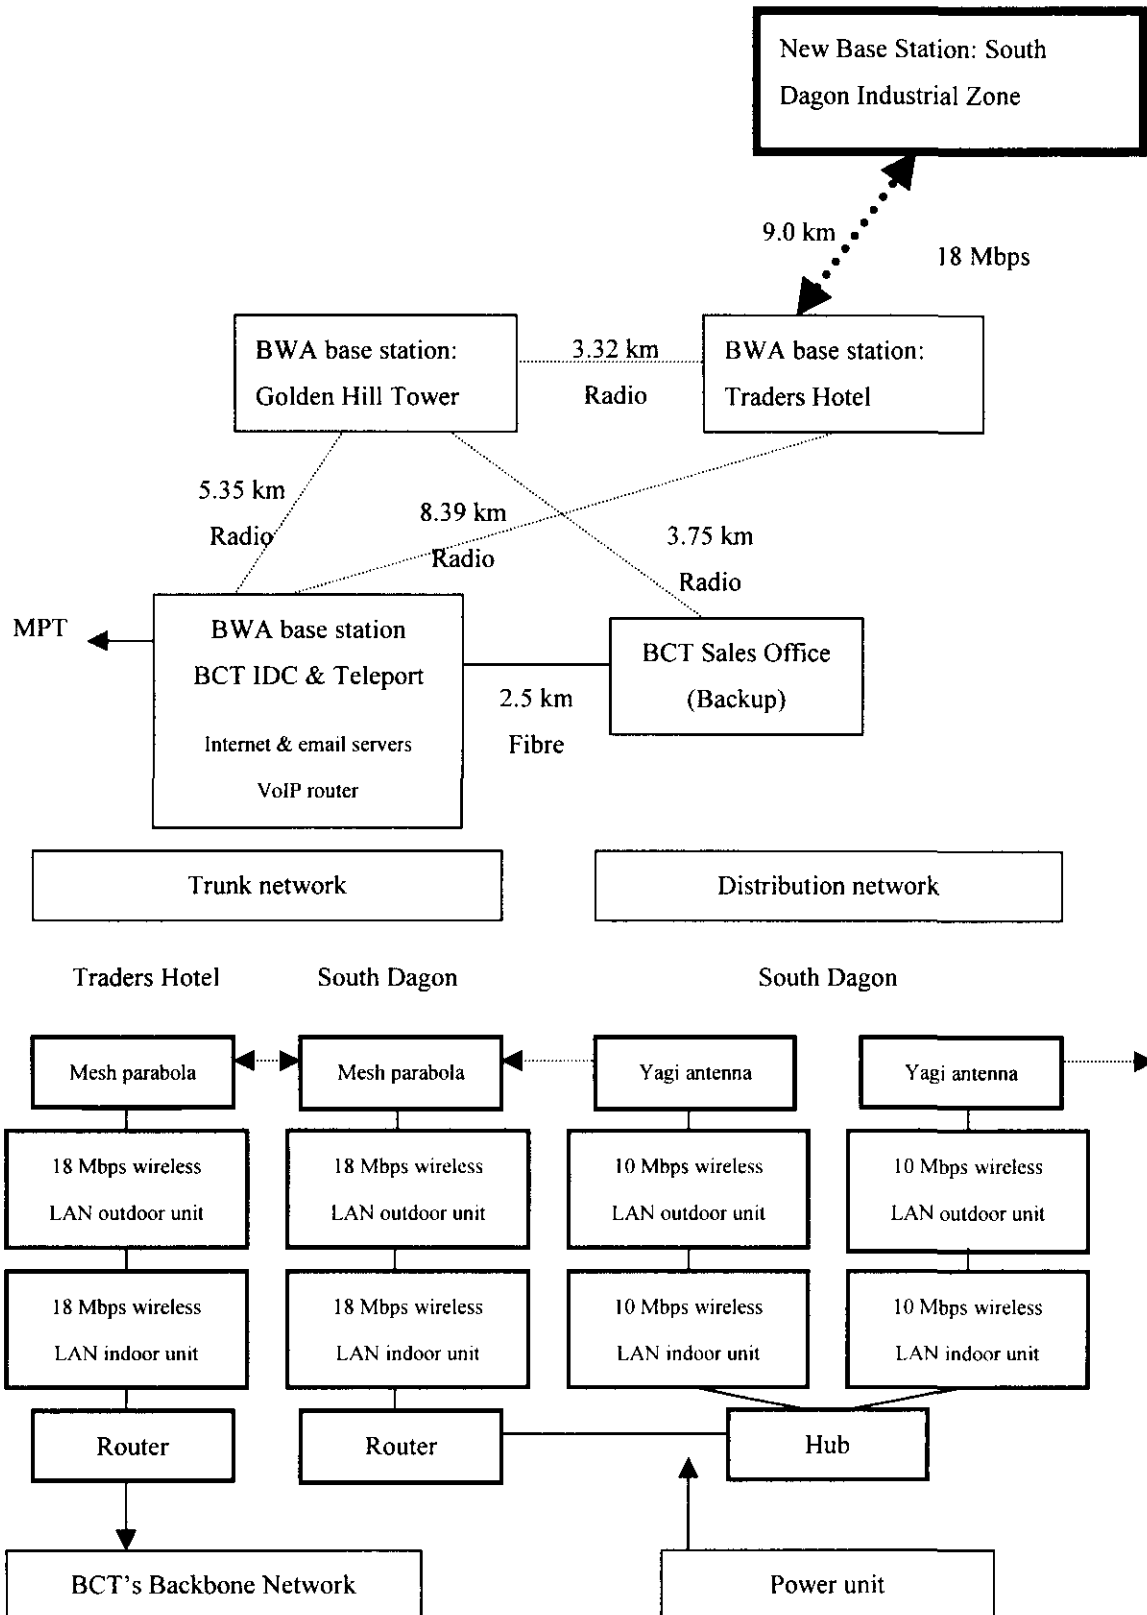 New Base Station: South
Dagon Industrial Zone
9.0 km
18 Mbps
BWA base station:
Golden Hill Tower
3.32 km
Radio
BWA base station:
Traders Hotel
5.35 km
Radio
8.39 km
Radio
3.75 km
Radio
MPT
BWA base station
BCT IDC & Teleport
Internet & email servers
VoIP router
2.5 km
Fibre
BCT Sales Office
(Backup)
Trunk network
Distribution network
Traders Hotel
South Dagon
South Dagon
Mesh parabola
Mesh parabola
Yagi antenna
Yagi antenna
18 Mbps wireless
LAN outdoor unit
18 Mbps wireless
LAN outdoor unit
10 Mbps wireless
LAN outdoor unit
10 Mbps wireless
LAN outdoor unit
18 Mbps wireless
LAN indoor unit
18 Mbps wireless
LAN indoor unit
10 Mbps wireless
LAN indoor unit
10 Mbps wireless
LAN indoor unit
Router
Router
Hub
BCT's Backbone Network
Power unit